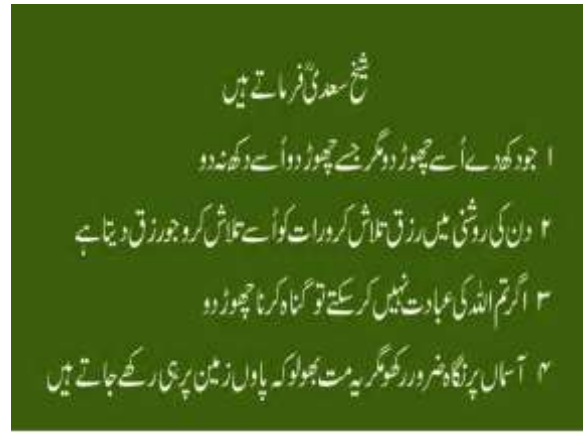 شیخ سعدیؒ فرماتے ہیں
۱ جو دکھ دے اُسے چھوڑ دو مگر جسے چھوڑ دو اُسے دکھ نہ دو
۲ دن کی روشنی میں رزق تلاش کرو رات کو اُسے تلاش کرو جو رزق دیتا ہے
۳ اگر تم اللہ کی عبادت نہیں کر سکتے تو گناہ کرنا چھوڑ دو
۴ آسماں پر نگاہ ضرور رکھو مگر یہ مت بھولو کہ پاوں زمین پر ہی رکھے جاتے ہیں